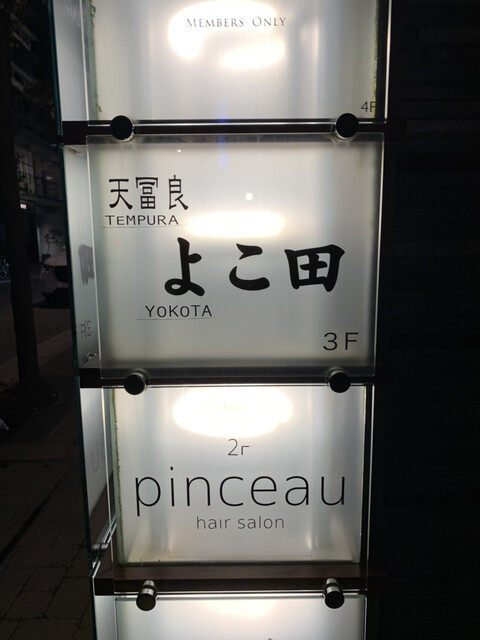 MEMBERS ONLY
4F
天冨良
TEMPURA
よこ田
YOKOTA
3F
2F
pinceau
hair salon